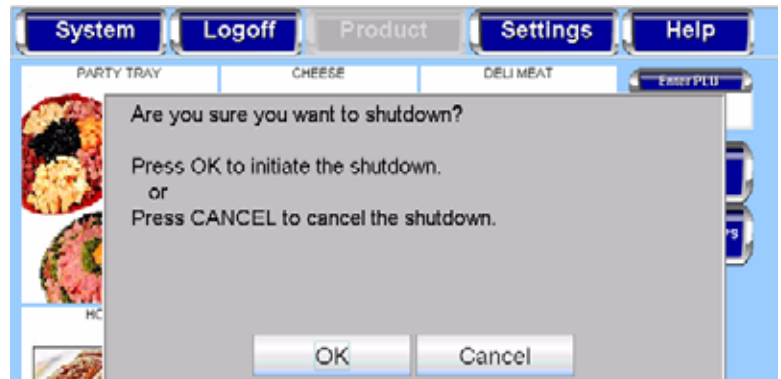 System Logoff Product Settings Help
PARTY TRAY CHEESE DELI MEAT Enter PLU
Are you sure you want to shutdown?
Press OK to initiate the shutdown.
or
Press CANCEL to cancel the shutdown.
OK Cancel